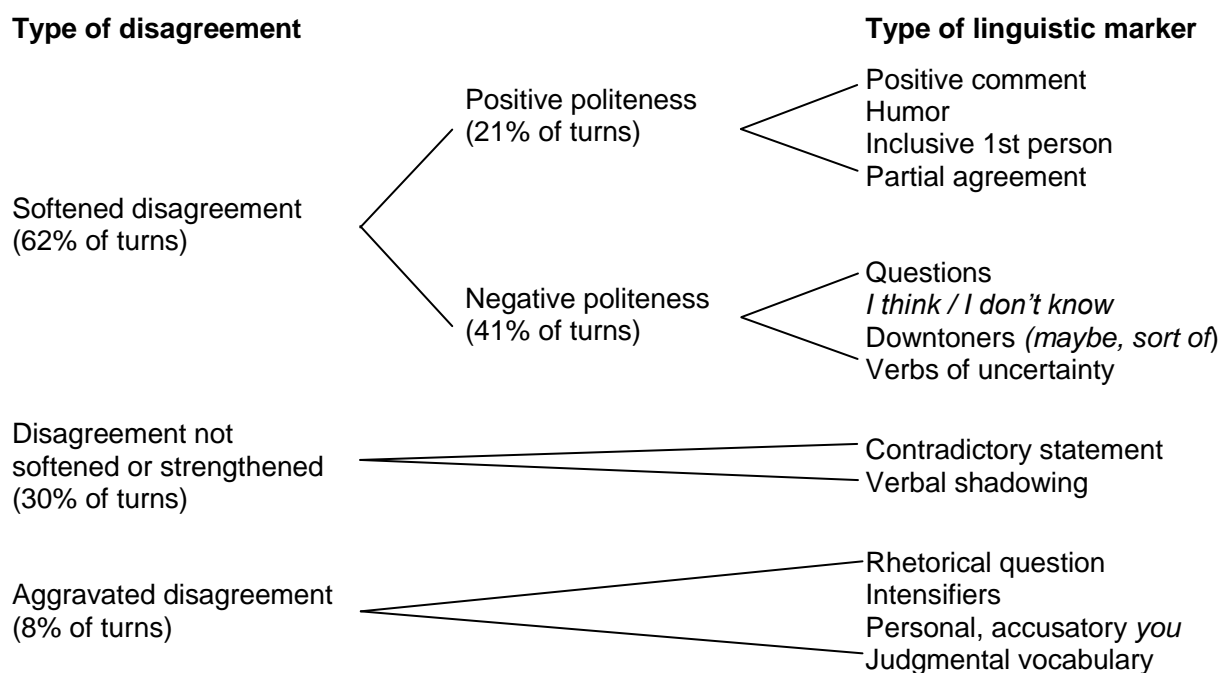 Type of disagreement
Type of linguistic marker
Positive politeness
(21% of turns)
Positive comment
Humor
Inclusive 1st person
Partial agreement
Softened disagreement
(62% of turns)
Negative politeness
(41% of turns)
Questions
I think / I don't know
Downtoners (maybe, sort of)
Verbs of uncertainty
Disagreement not
softened or strengthened
(30% of turns)
Contradictory statement
Verbal shadowing
Aggravated disagreement
(8% of turns)
Rhetorical question
Intensifiers
Personal, accusatory you
Judgmental vocabulary